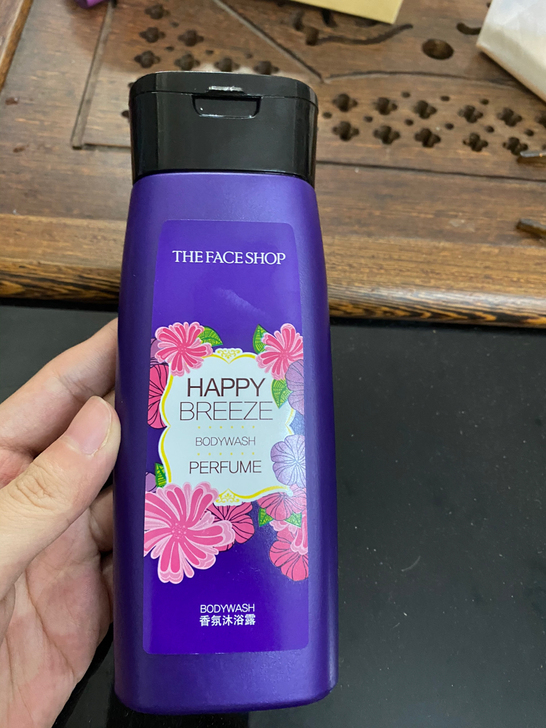 THE FACE SHOP
HAPPY
BREEZE
BODYWASH
PERFUME
BODYWASH
香氛沐浴露